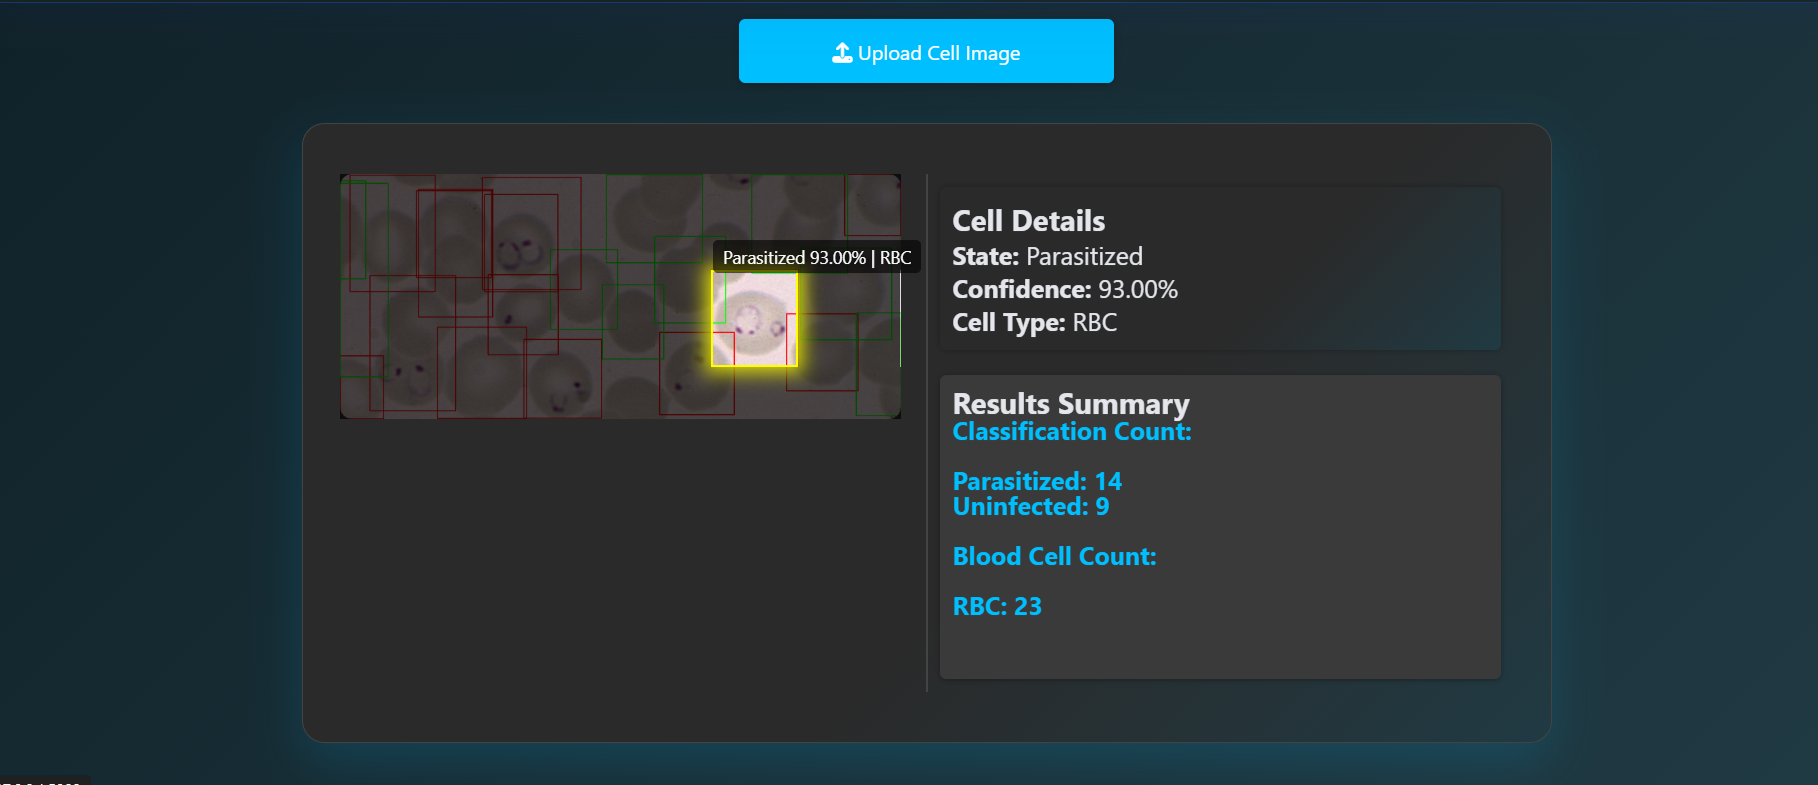 Upload Cell Image
Parasitized 93.00% | RBC
Cell Details
State: Parasitized
Confidence: 93.00%
Cell Type: RBC
Results Summary
Classification Count:
Parasitized: 14
Uninfected: 9
Blood Cell Count:
RBC: 23